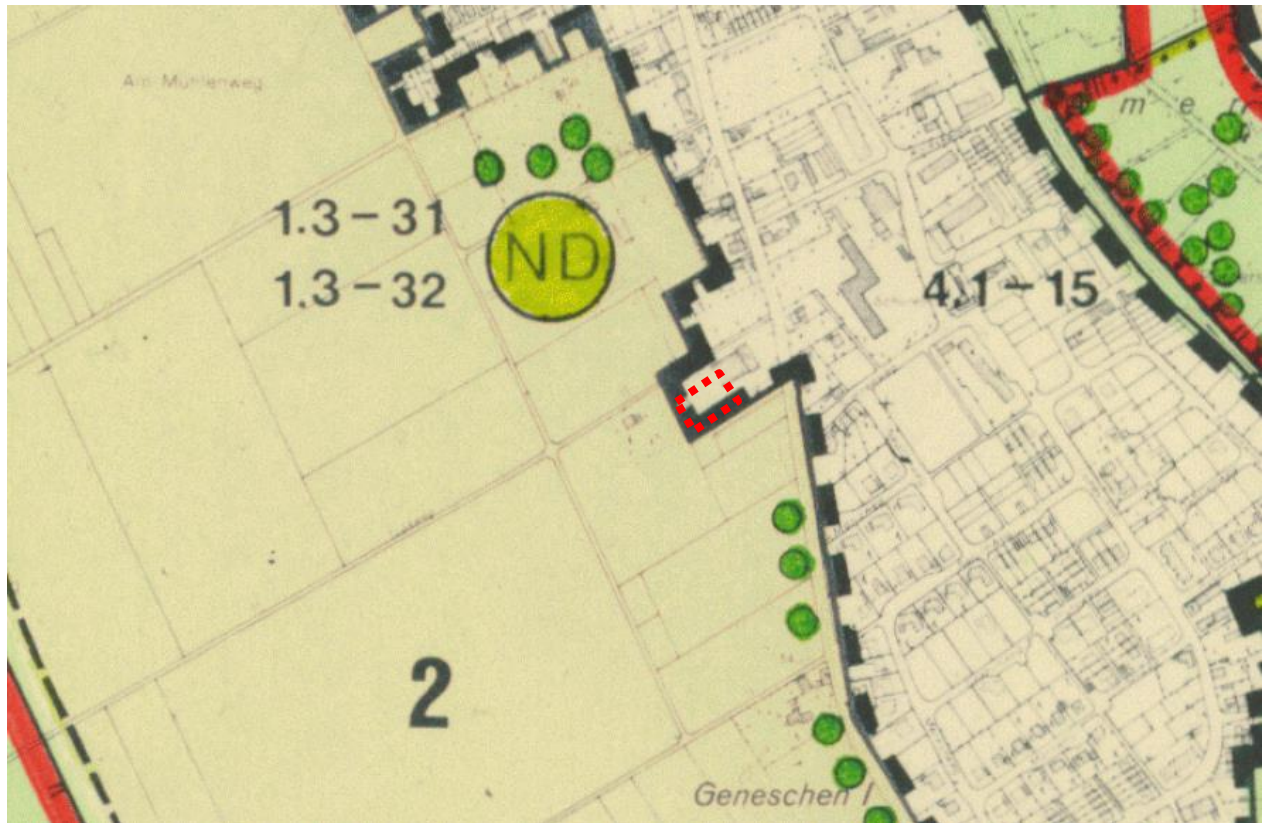 Am Mühlenweg
A m e r
1.3 – 31
ND
1.3 – 32
4.1 – 15
2
Geneschen I